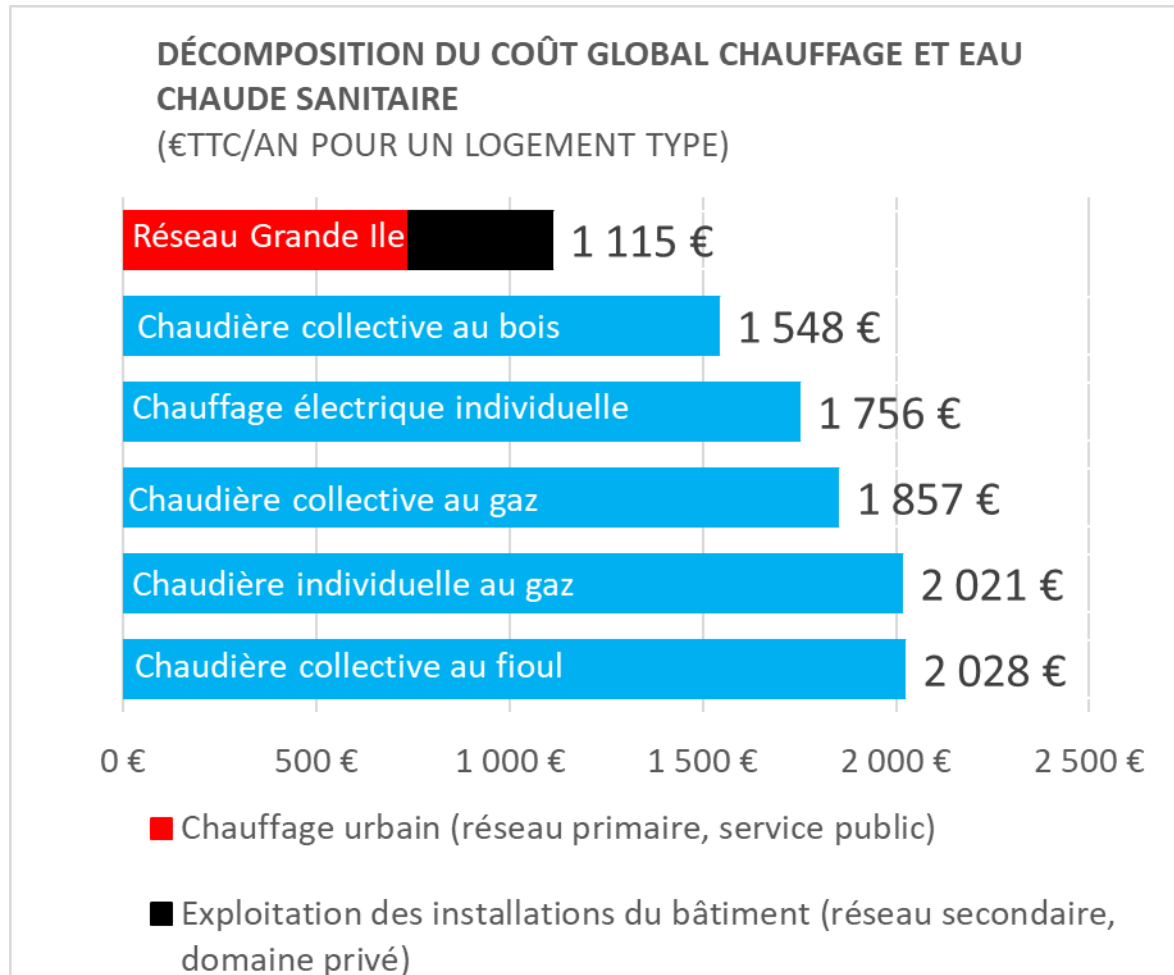 DÉCOMPOSITION DU COÛT GLOBAL CHAUFFAGE ET EAU
CHAUDE SANITAIRE
(€TTC/AN POUR UN LOGEMENT TYPE)
Réseau Grande Ile
1 115 €
Chaudière collective au bois
1 548 €
Chauffage électrique individuelle
1 756 €
Chaudière collective au gaz
1 857 €
Chaudière individuelle au gaz
2 021 €
Chaudière collective au fioul
2 028 €
0 €
500 €
1 000 €
1 500 €
2 000 €
2 500 €
Chauffage urbain (réseau primaire, service public)
Exploitation des installations du bâtiment (réseau secondaire,
domaine privé)